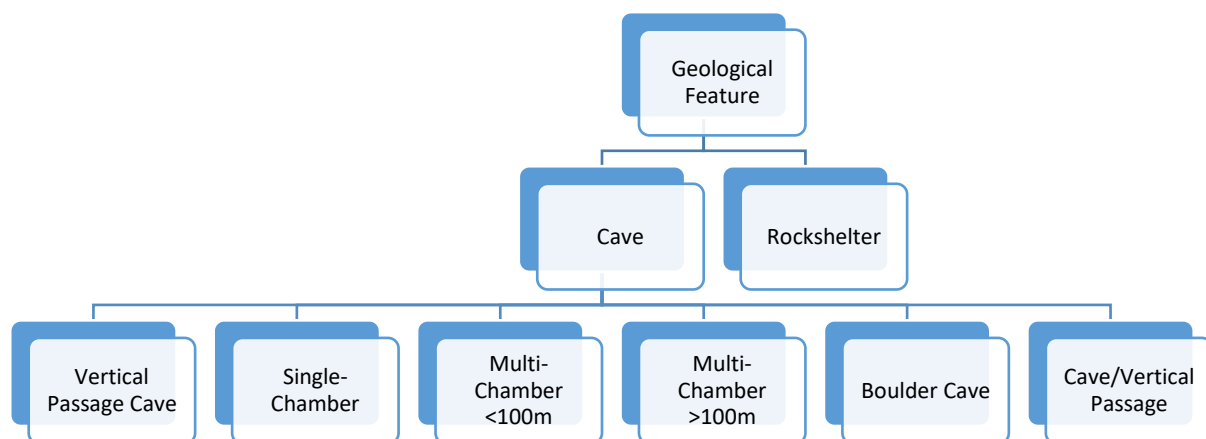 Geological
Feature
Cave
Rockshelter
Vertical
Passage Cave
Single-
Chamber
Multi-
Chamber
<100m
Multi-
Chamber
>100m
Boulder Cave
Cave/Vertical
Passage